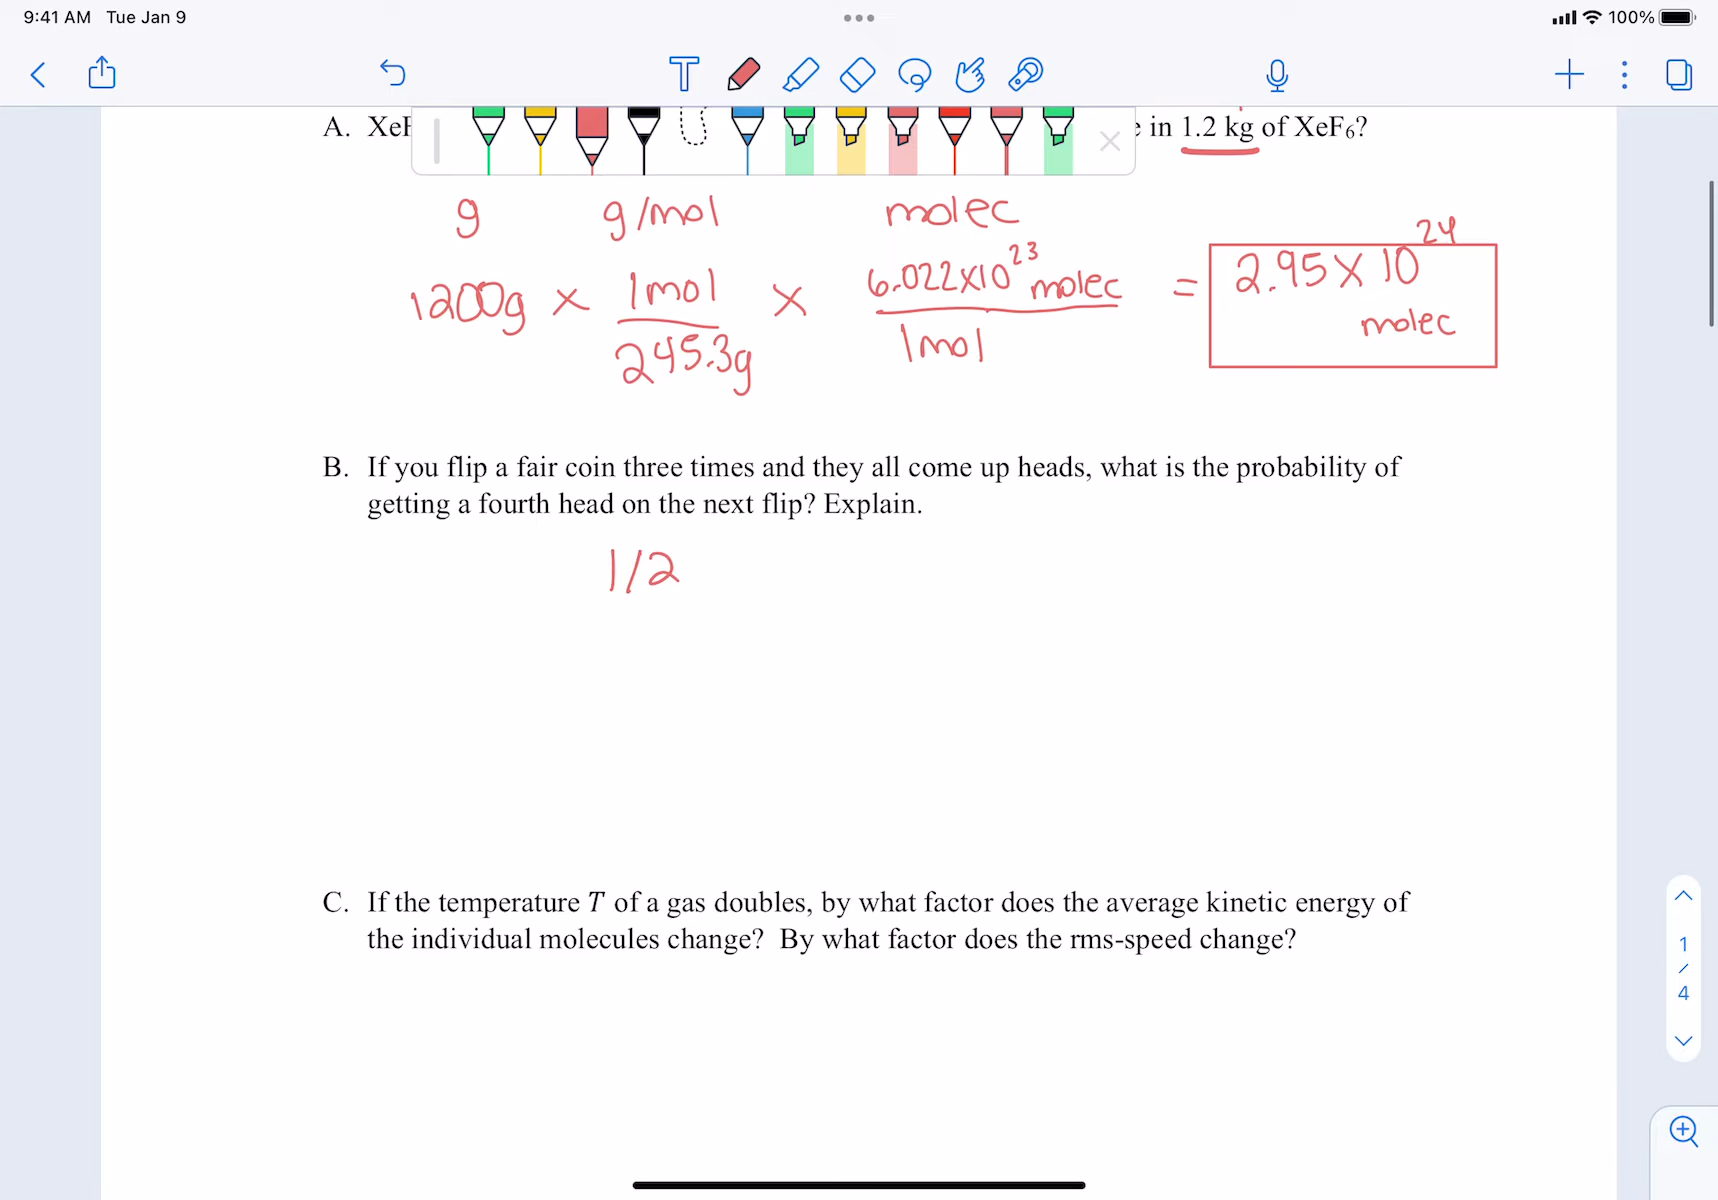 9:41 AM Tue Jan 9
100%
A. XeF
in 1.2 kg of XeF₆?
g g/mol molec
1200g × 1mol × 6.022×10²³ molec = 2.95 × 10²⁴
245.3g 1mol molec
B. If you flip a fair coin three times and they all come up heads, what is the probability of
getting a fourth head on the next flip? Explain.
1/2
C. If the temperature T of a gas doubles, by what factor does the average kinetic energy of
the individual molecules change? By what factor does the rms-speed change?
1
/
4